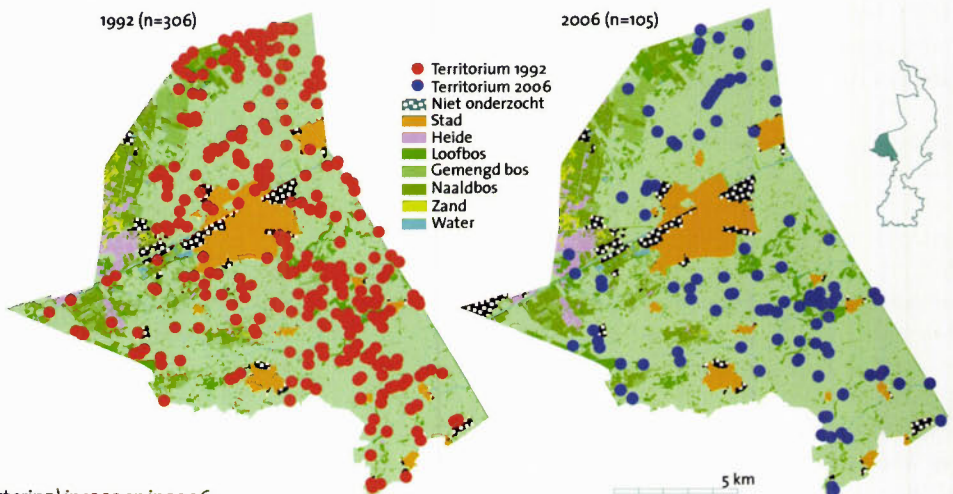 1992 (n=306)
2006 (n=105)
Territorium 1992
Territorium 2006
Niet onderzocht
Stad
Heide
Loofbos
Gemengd bos
Naaldbos
Zand
Water
5 km